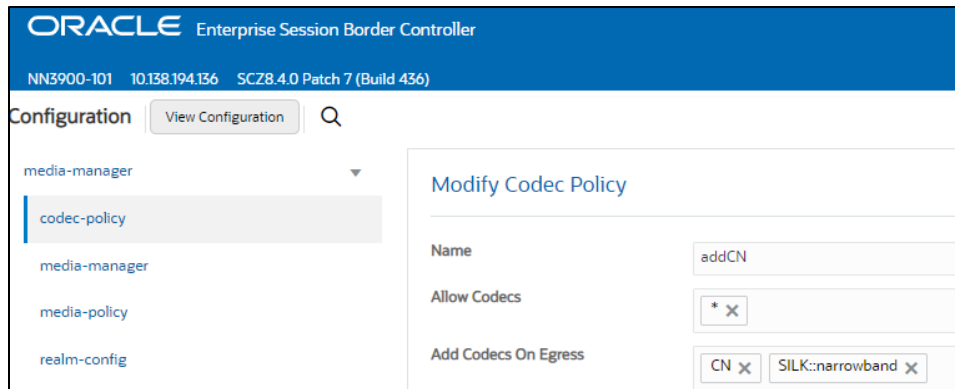 ORACLE Enterprise Session Border Controller
NN3900-101 10.138.194.136 SCZ8.4.0 Patch 7 (Build 436)
Configuration View Configuration
media-manager
codec-policy
media-manager
media-policy
realm-config
Modify Codec Policy
Name addCN
Allow Codecs * ×
Add Codecs On Egress CN × SILK::narrowband ×